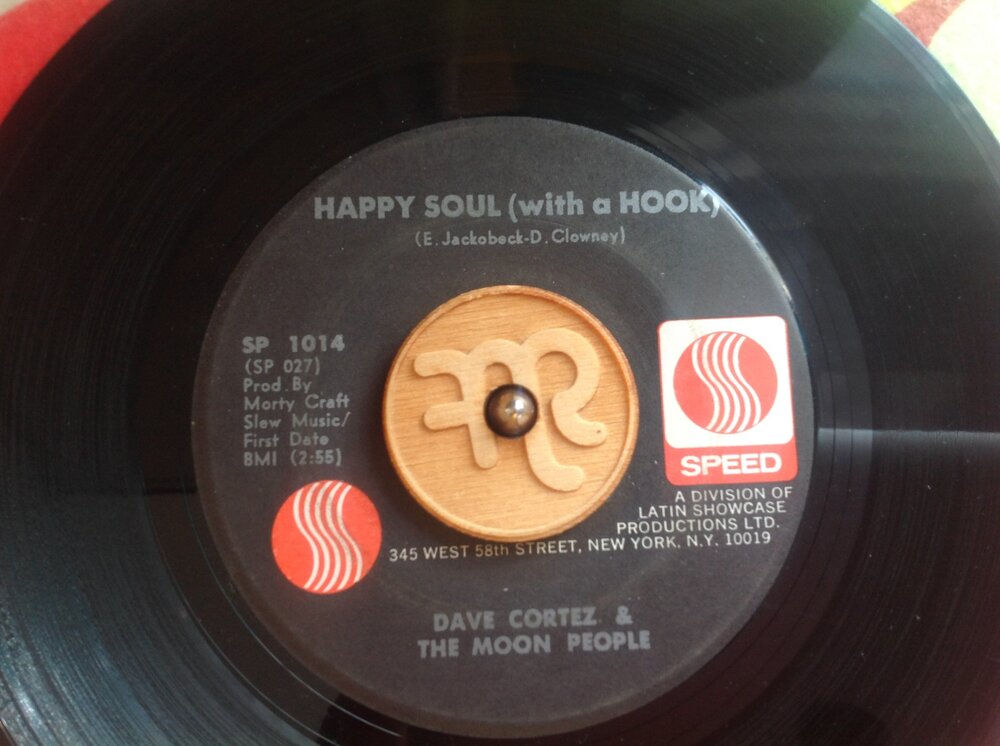 HAPPY SOUL (with a HOOK)
(E. Jackobeck-D. Clowney)
SP 1014
(SP 027)
Prod. By
Morty Craft
Slew Music/
First Date
BMI (2:55)
SPEED
A DIVISION OF
LATIN SHOWCASE
PRODUCTIONS LTD.
345 WEST 58th STREET, NEW YORK, N.Y. 10019
DAVE CORTEZ &
THE MOON PEOPLE